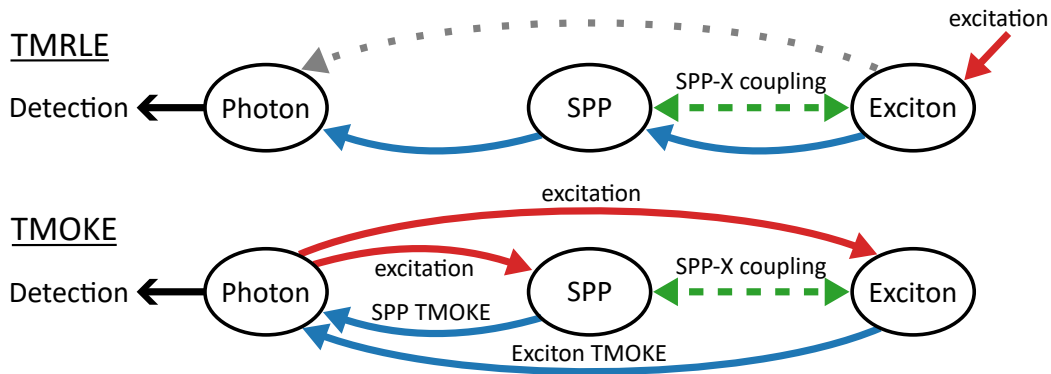 TMRLE
excitation
SPP-X coupling
Detection
Photon
SPP
Exciton
TMOKE
excitation
excitation
SPP-X coupling
Detection
Photon
SPP
Exciton
SPP TMOKE
Exciton TMOKE